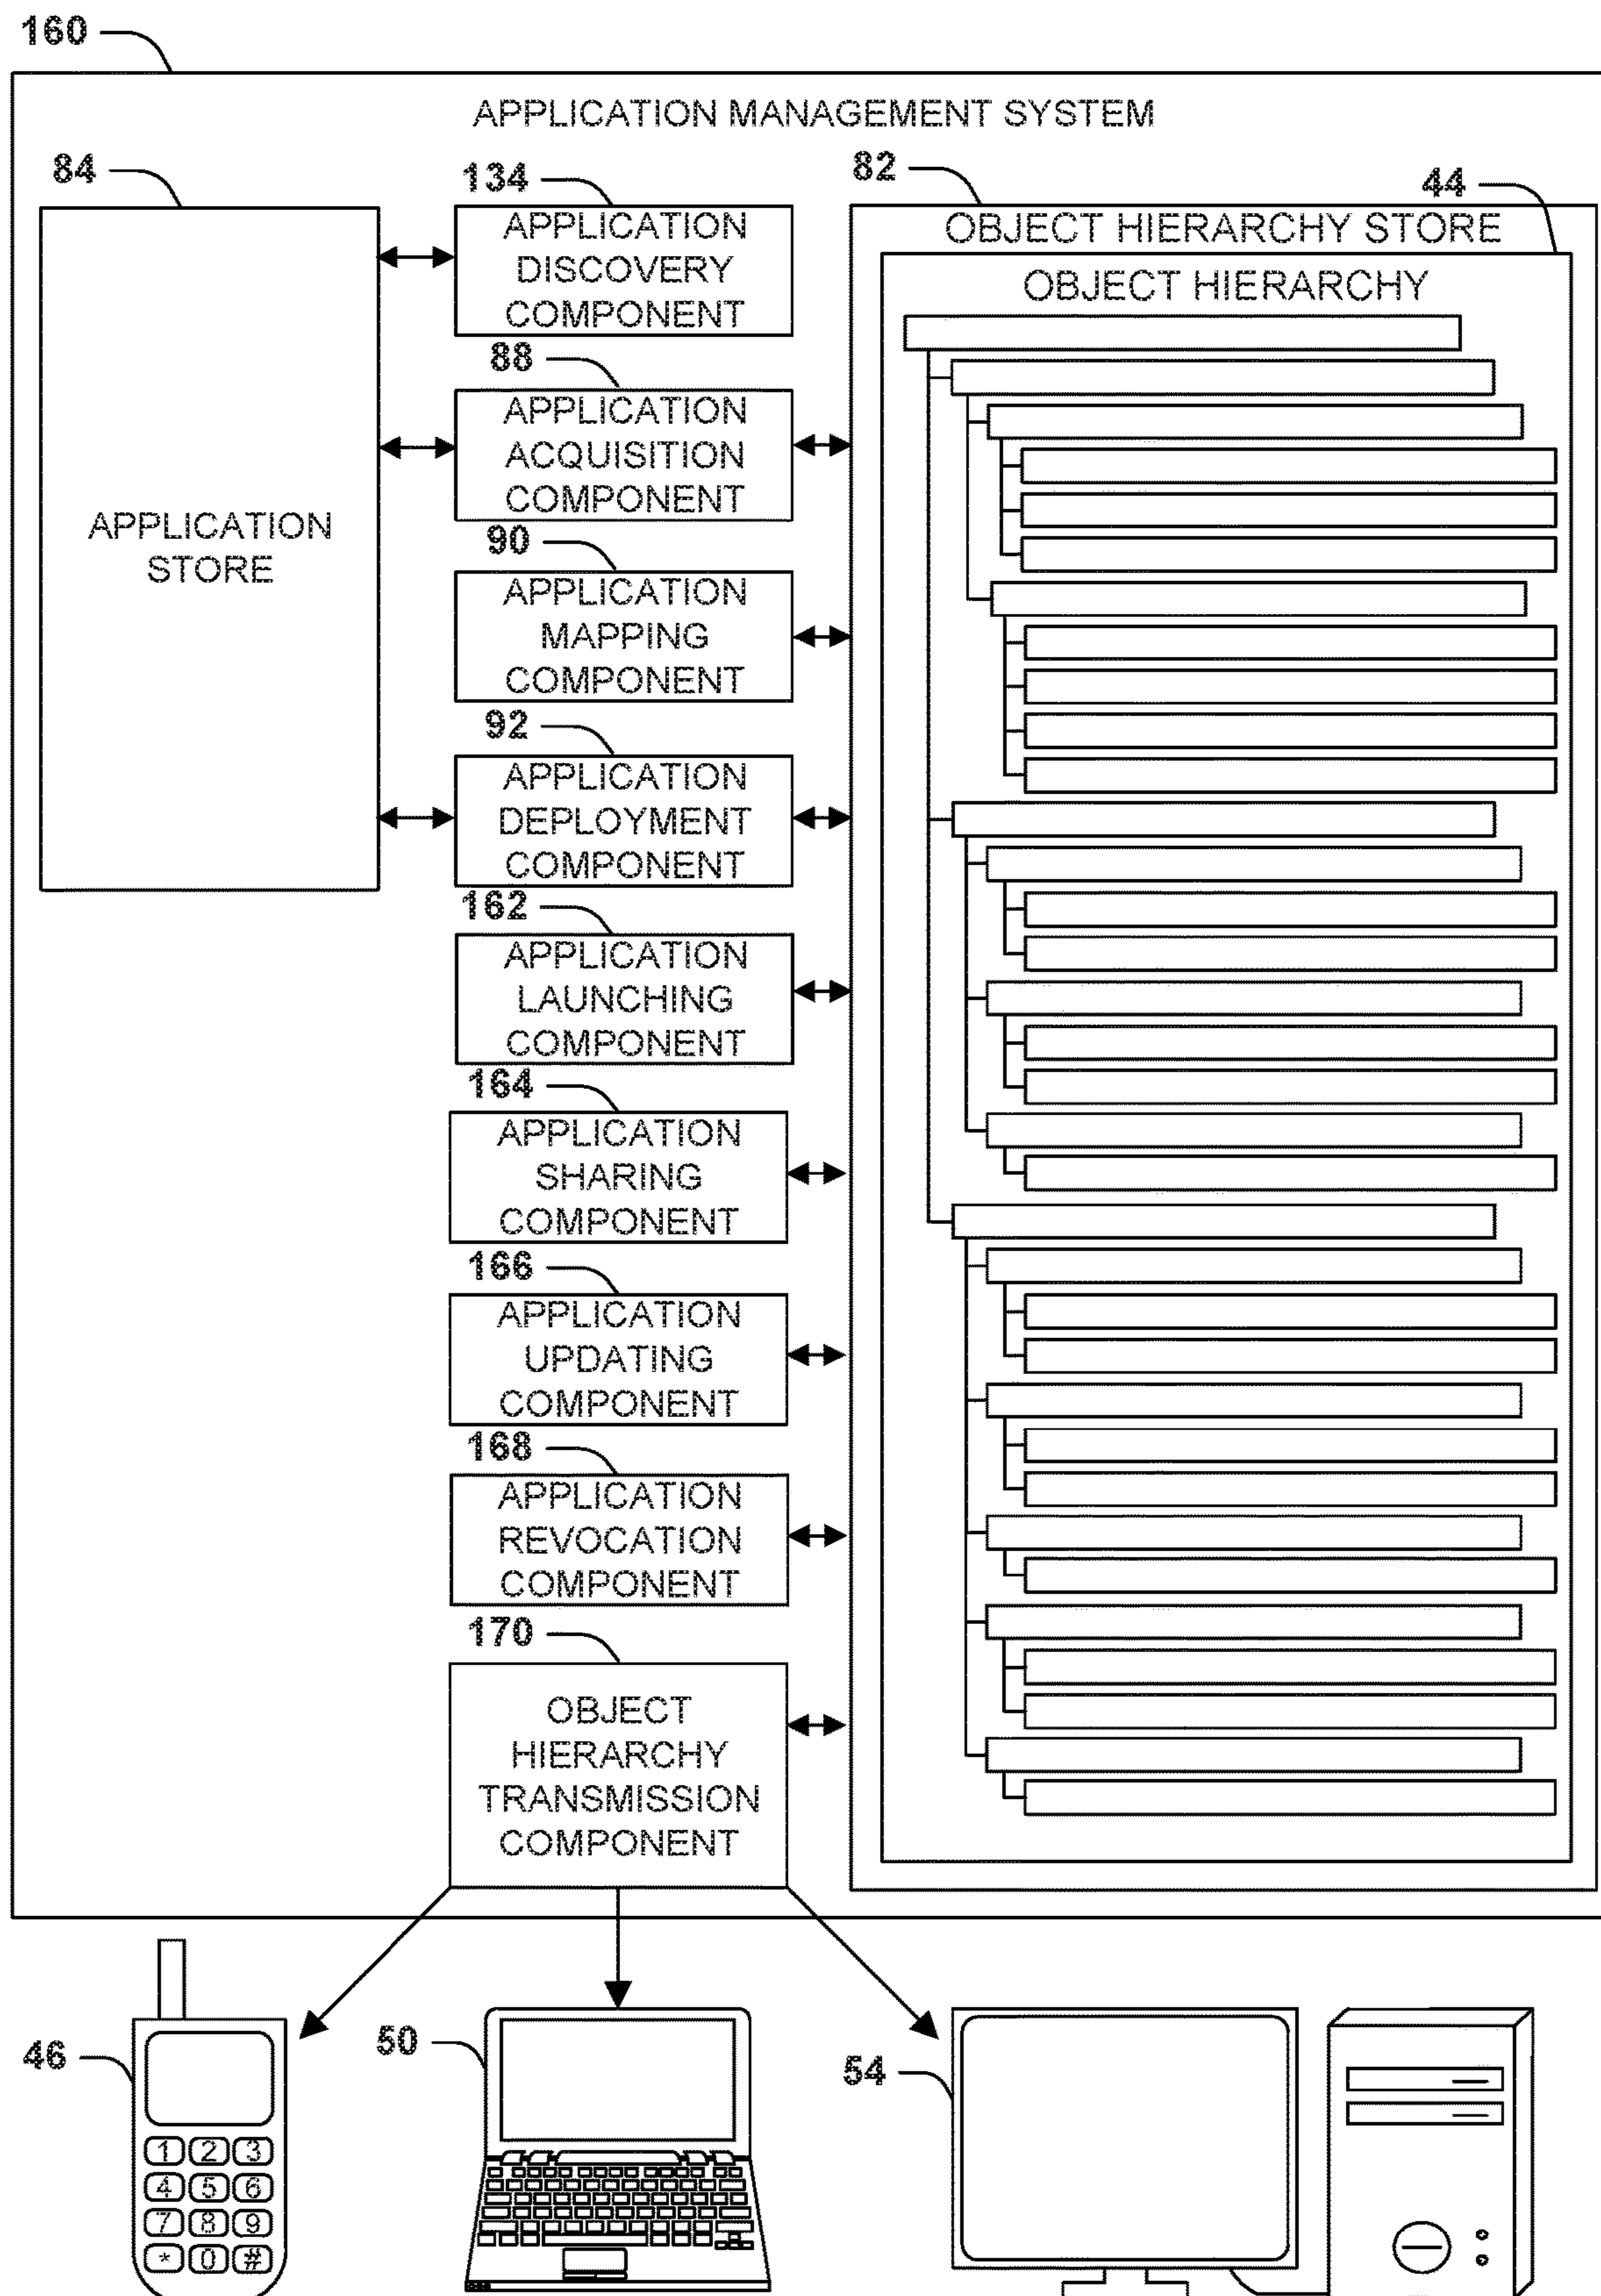 160
APPLICATION MANAGEMENT SYSTEM
84
134
82
44
APPLICATION
DISCOVERY
COMPONENT
OBJECT HIERARCHY STORE
OBJECT HIERARCHY
88
APPLICATION
ACQUISITION
COMPONENT
APPLICATION
STORE
90
APPLICATION
MAPPING
COMPONENT
92
APPLICATION
DEPLOYMENT
COMPONENT
162
APPLICATION
LAUNCHING
COMPONENT
164
APPLICATION
SHARING
COMPONENT
166
APPLICATION
UPDATING
COMPONENT
168
APPLICATION
REVOCATION
COMPONENT
170
OBJECT
HIERARCHY
TRANSMISSION
COMPONENT
46
50
54
1 2 3
4 5 6
7 8 9
* 0 #